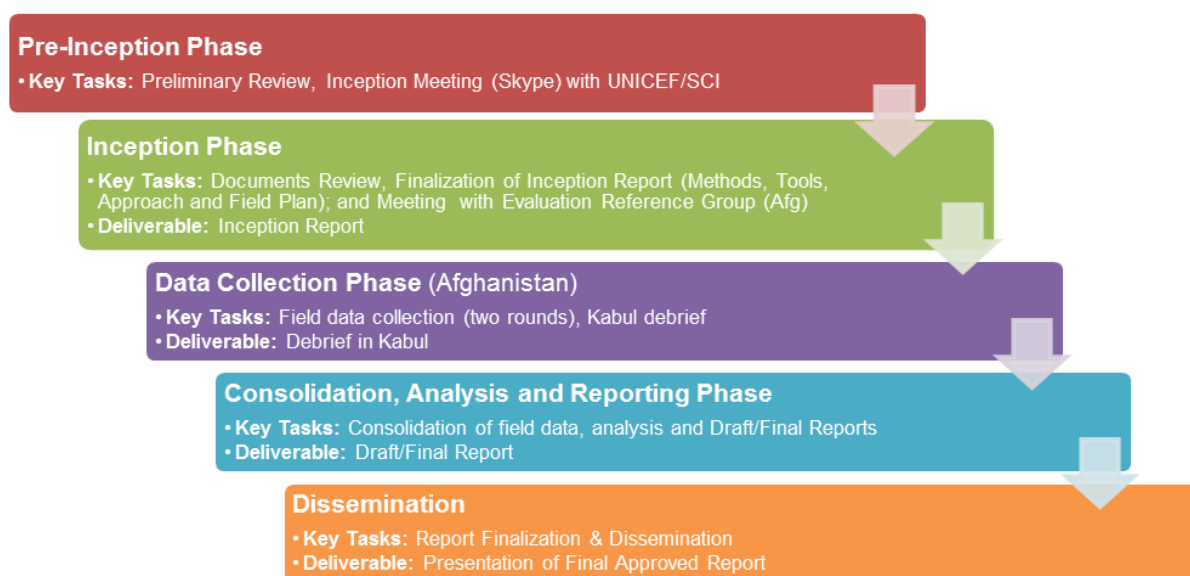 Pre-Inception Phase
• Key Tasks: Preliminary Review, Inception Meeting (Skype) with UNICEF/SCI
Inception Phase
• Key Tasks: Documents Review, Finalization of Inception Report (Methods, Tools,
Approach and Field Plan); and Meeting with Evaluation Reference Group (Afg)
• Deliverable: Inception Report
Data Collection Phase (Afghanistan)
• Key Tasks: Field data collection (two rounds), Kabul debrief
• Deliverable: Debrief in Kabul
Consolidation, Analysis and Reporting Phase
• Key Tasks: Consolidation of field data, analysis and Draft/Final Reports
• Deliverable: Draft/Final Report
Dissemination
• Key Tasks: Report Finalization & Dissemination
• Deliverable: Presentation of Final Approved Report